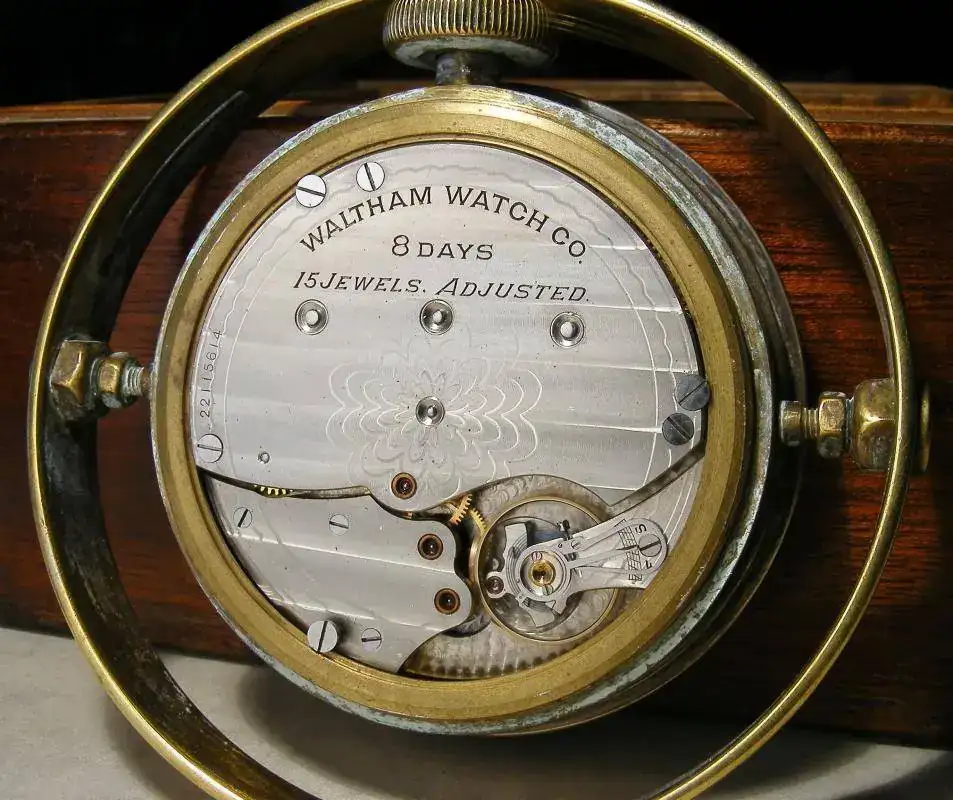 WALTHAM WATCH CO.
8 DAYS
15 JEWELS. ADJUSTED.
22115614
S
F